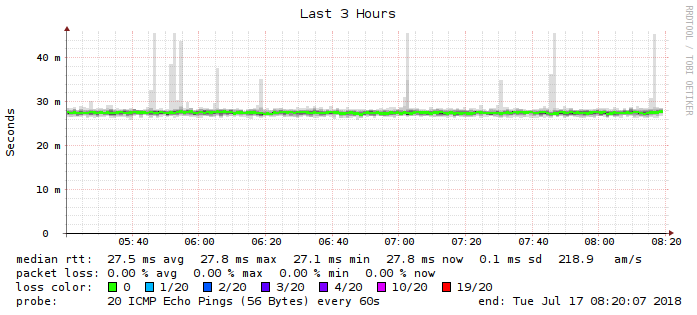 Last 3 Hours
RRDTOOL / TOBI OETIKER
Seconds
40 m
30 m
20 m
10 m
0
05:40 06:00 06:20 06:40 07:00 07:20 07:40 08:00 08:20
median rtt: 27.5 ms avg 27.8 ms max 27.1 ms min 27.8 ms now 0.1 ms sd 218.9 am/s
packet loss: 0.00 % avg 0.00 % max 0.00 % min 0.00 % now
loss color: 0 1/20 2/20 3/20 4/20 10/20 19/20
probe: 20 ICMP Echo Pings (56 Bytes) every 60s end: Tue Jul 17 08:20:07 2018